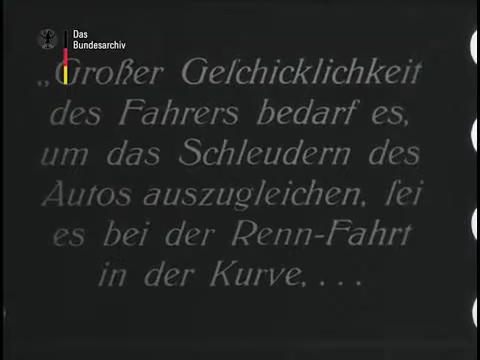 Das
Bundesarchiv
„Großer Geſchicklichkeit
des Fahrers bedarf es,
um das Schleudern des
Autos auszugleichen, ſei
es bei der Renn-Fahrt
in der Kurve, . . .